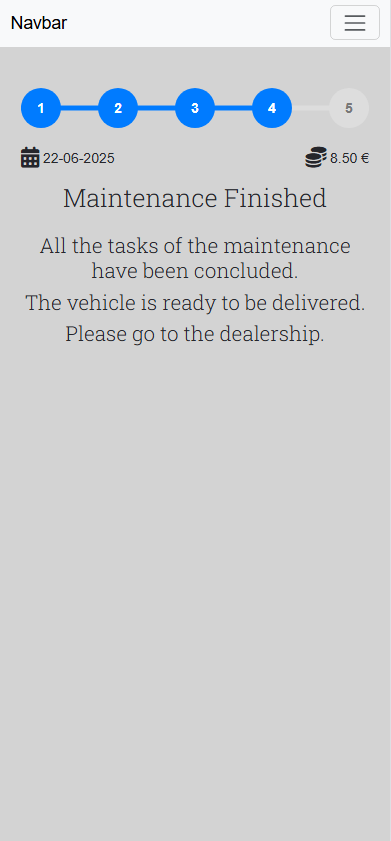 Navbar
1 2 3 4 5
22-06-2025 8.50 €
Maintenance Finished
All the tasks of the maintenance
have been concluded.
The vehicle is ready to be delivered.
Please go to the dealership.